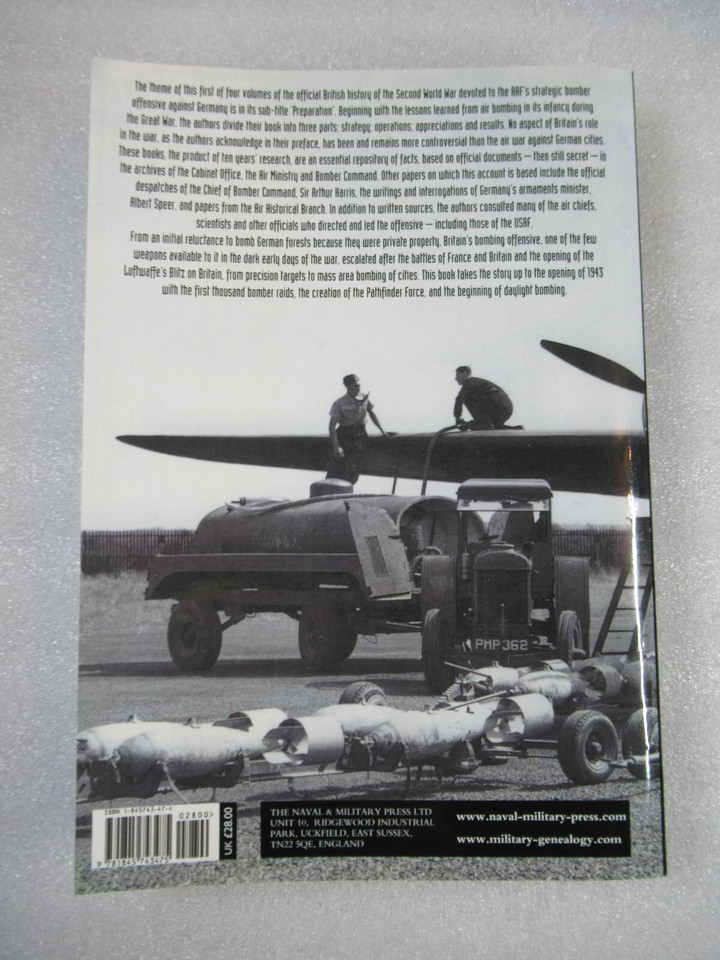 The theme of this first of four volumes of the official British history of the Second World War devoted to the RAF's strategic bomber
offensive against Germany is in its sub-title 'Preparation'. Beginning with the lessons learned from air bombing in its infancy during
the Great War, the authors divide their book into three parts: strategy; operations; appreciations and results. No aspect of Britain's role
in the war, as the authors acknowledge in their preface, has been and remains more controversial than the air war against German cities.
These books, the product of ten years' research, are an essential repository of facts, based on official documents – then still secret – in
the archives of the Cabinet Office, the Air Ministry and Bomber Command. Other papers on which this account is based include the official
despatches of the Chief of Bomber Command, Sir Arthur Harris, the writings and interrogations of Germany's armaments minister,
Albert Speer, and papers from the Air Historical Branch. In addition to written sources, the authors consulted many of the air chiefs,
scientists and other officials who directed and led the offensive – including those of the USAF.
From an initial reluctance to bomb German forests because they were private property, Britain's bombing offensive, one of the few
weapons available to it in the dark early days of the war, escalated after the battles of France and Britain and the opening of the
Luftwaffe's Blitz on Britain, from precision targets to mass area bombing of cities. This book takes the story up to the opening of 1943
with the first thousand bomber raids, the creation of the Pathfinder Force, and the beginning of daylight bombing.
PMP362
ISBN 1-845743-47-4
02800>
9 781845 743475
UK £28.00
THE NAVAL & MILITARY PRESS LTD
UNIT 10, RIDGEWOOD INDUSTRIAL
PARK, UCKFIELD, EAST SUSSEX,
TN22 5QE, ENGLAND
www.naval-military-press.com
www.military-genealogy.com